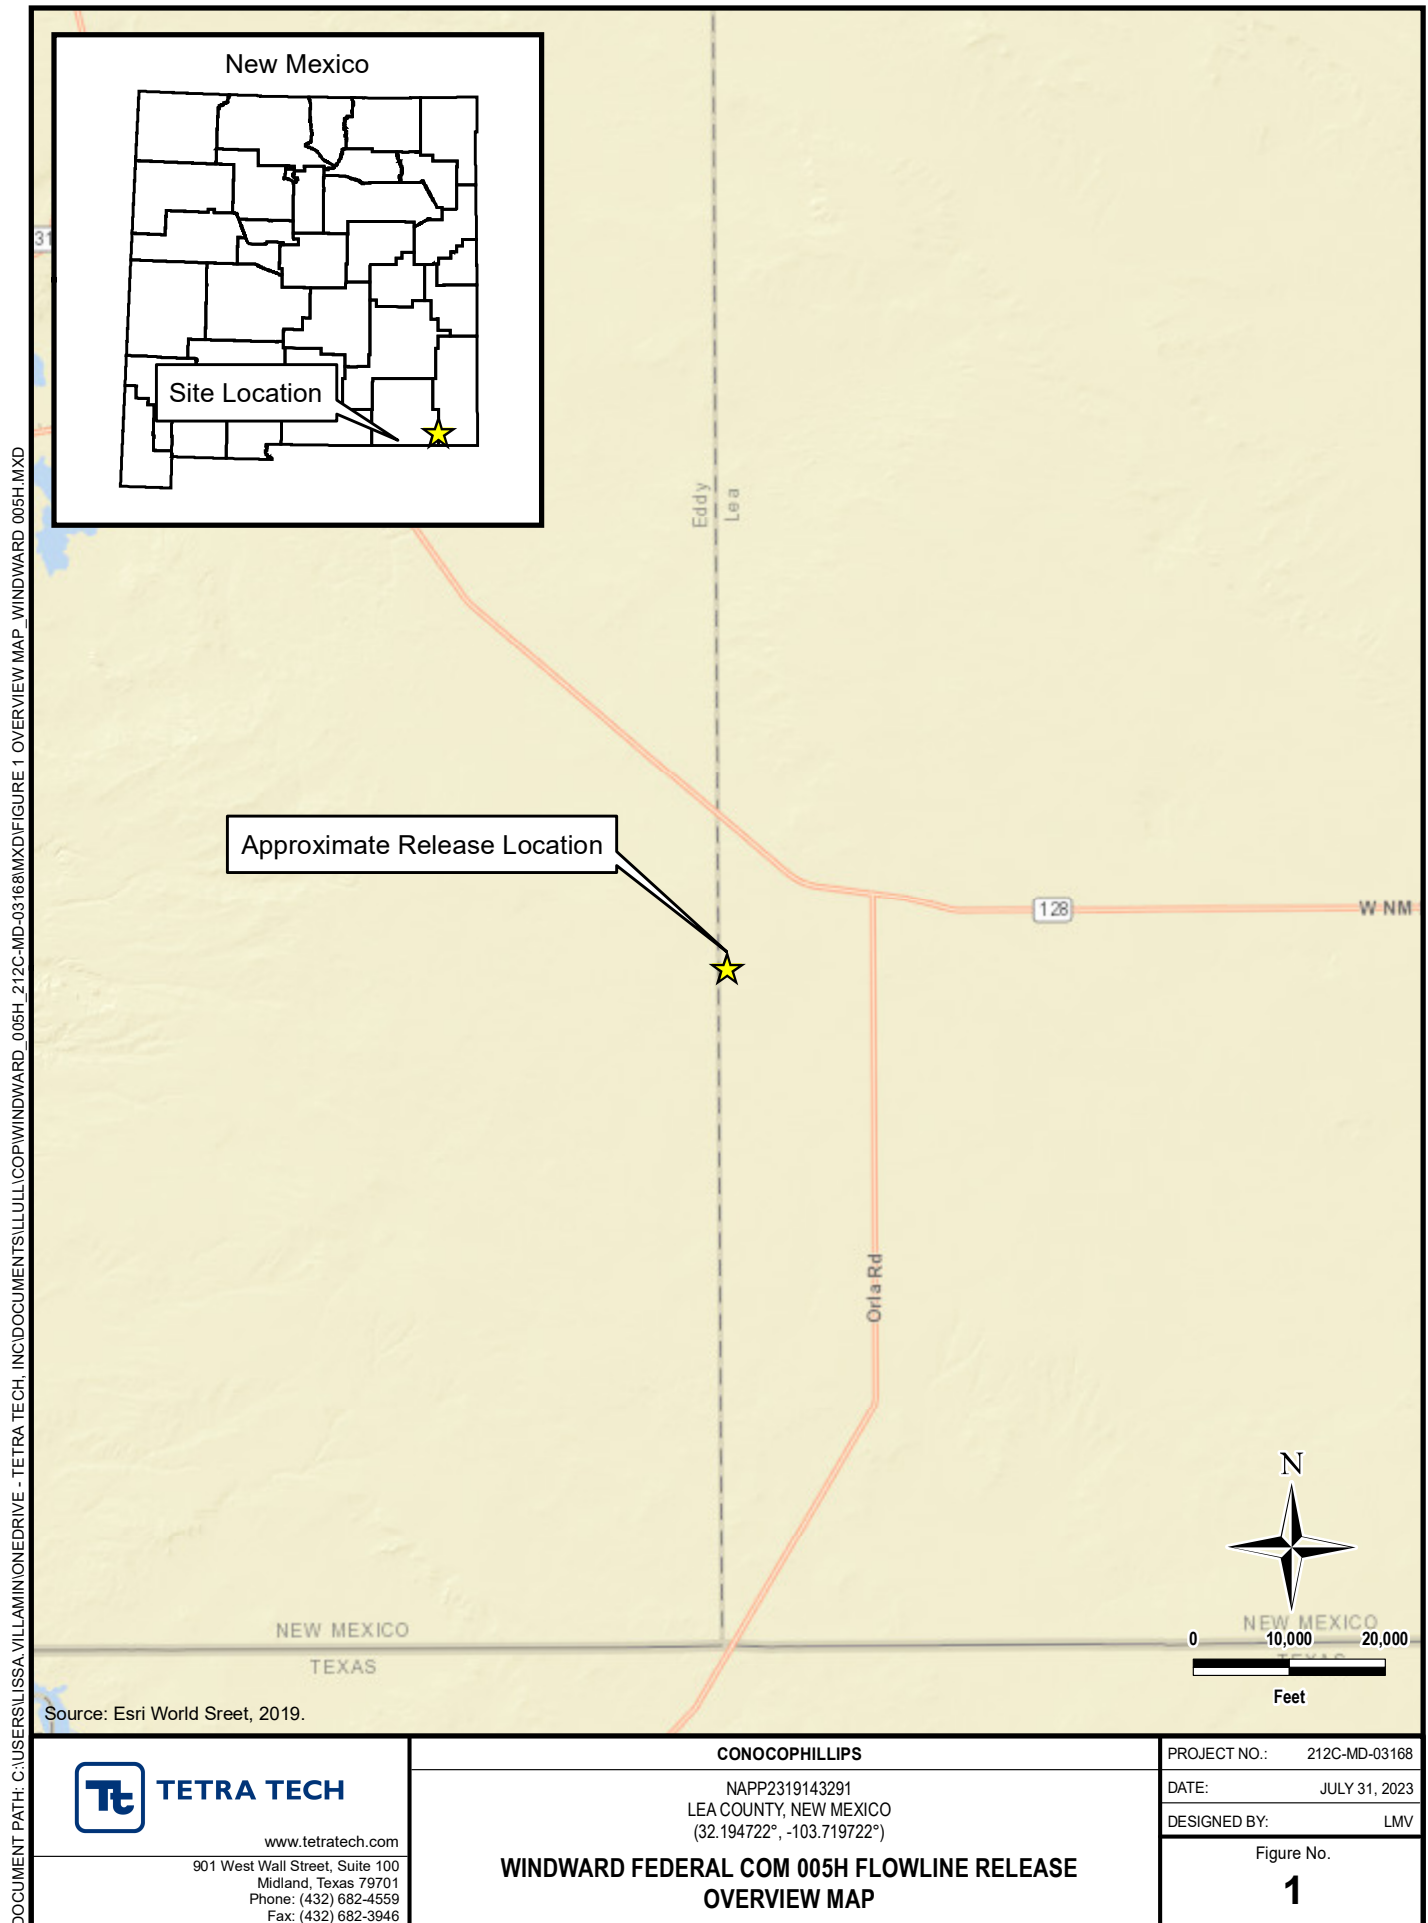 New Mexico
Site Location
31
Eddy
Lea
Approximate Release Location
128
W NM
Orla Rd
N
NEW MEXICO
TEXAS
NEW MEXICO
TEXAS
0 10,000 20,000
Feet
Source: Esri World Sreet, 2019.
DOCUMENT PATH: C:\USERS\LISSA.VILLAMIN\ONEDRIVE - TETRA TECH, INC\DOCUMENTS\LLULL\COP\WINDWARD_005H_212C-MD-03168\MXD\FIGURE 1 OVERVIEW MAP_WINDWARD 005H.MXD
Tt
TETRA TECH
www.tetratech.com
901 West Wall Street, Suite 100
Midland, Texas 79701
Phone: (432) 682-4559
Fax: (432) 682-3946
CONOCOPHILLIPS
NAPP2319143291
LEA COUNTY, NEW MEXICO
(32.194722°, -103.719722°)
WINDWARD FEDERAL COM 005H FLOWLINE RELEASE
OVERVIEW MAP
PROJECT NO.: 212C-MD-03168
DATE: JULY 31, 2023
DESIGNED BY: LMV
Figure No.
1